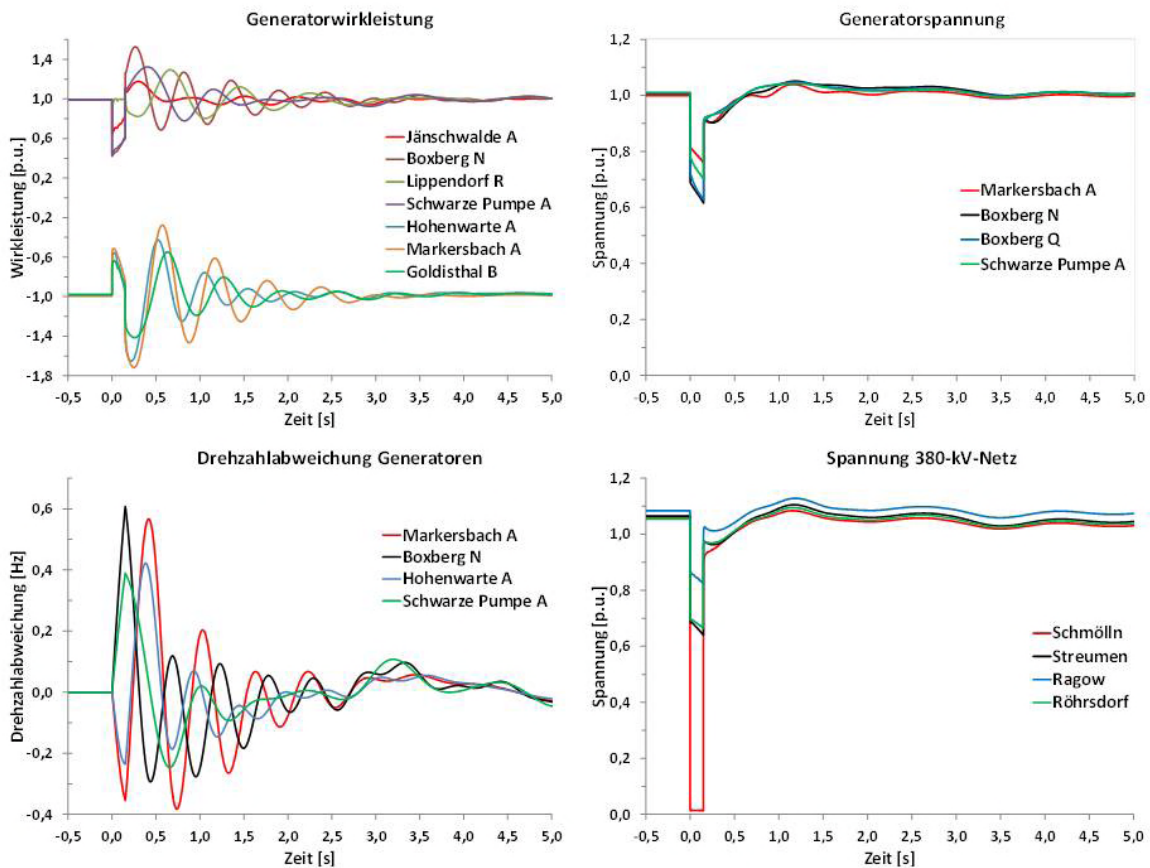 Generatorwirkleistung
Wirkleistung [p.u.]
1,4
1,0
0,6
0,2
-0,2
-0,6
-1,0
-1,4
-1,8
Jänschwalde A
Boxberg N
Lippendorf R
Schwarze Pumpe A
Hohenwarte A
Markersbach A
Goldisthal B
-0,5 0,0 0,5 1,0 1,5 2,0 2,5 3,0 3,5 4,0 4,5 5,0
Zeit [s]
Generatorspannung
Spannung [p.u.]
1,2
1,0
0,8
0,6
0,4
0,2
0,0
Markersbach A
Boxberg N
Boxberg Q
Schwarze Pumpe A
-0,5 0,0 0,5 1,0 1,5 2,0 2,5 3,0 3,5 4,0 4,5 5,0
Zeit [s]
Drehzahlabweichung Generatoren
Drehzahlabweichung [Hz]
0,6
0,4
0,2
0,0
-0,2
-0,4
Markersbach A
Boxberg N
Hohenwarte A
Schwarze Pumpe A
-0,5 0,0 0,5 1,0 1,5 2,0 2,5 3,0 3,5 4,0 4,5 5,0
Zeit [s]
Spannung 380-kV-Netz
Spannung [p.u.]
1,2
1,0
0,8
0,6
0,4
0,2
0,0
Schmölln
Streumen
Ragow
Röhrsdorf
-0,5 0,0 0,5 1,0 1,5 2,0 2,5 3,0 3,5 4,0 4,5 5,0
Zeit [s]